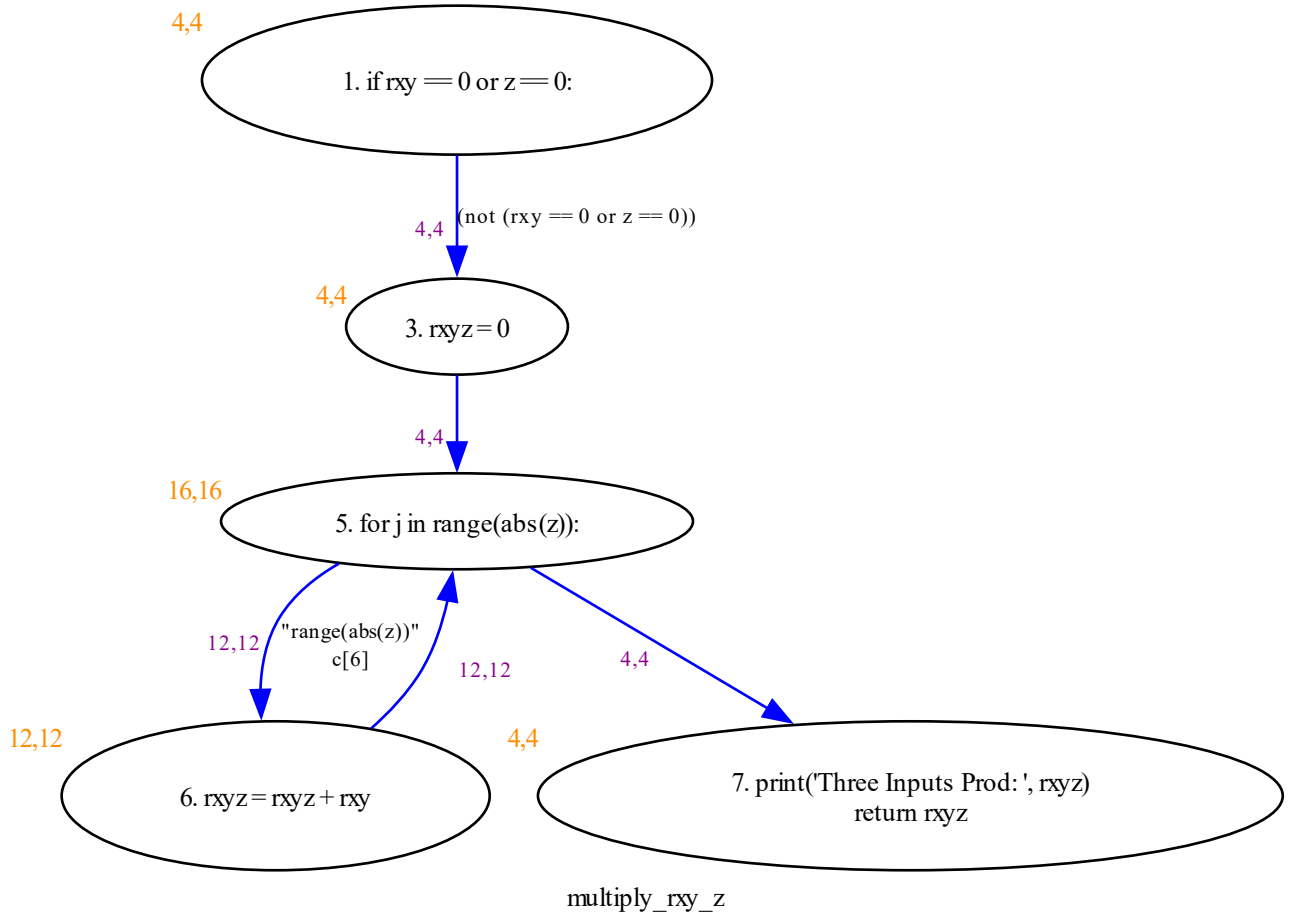 4,4
1. if rxy == 0 or z == 0:
(not (rxy == 0 or z == 0))
4,4
4,4
3. rxyz = 0
4,4
16,16
5. for j in range(abs(z)):
"range(abs(z))"
c[6]
12,12
12,12
4,4
12,12
6. rxyz = rxyz + rxy
4,4
7. print('Three Inputs Prod: ', rxyz)
return rxyz
multiply_rxy_z